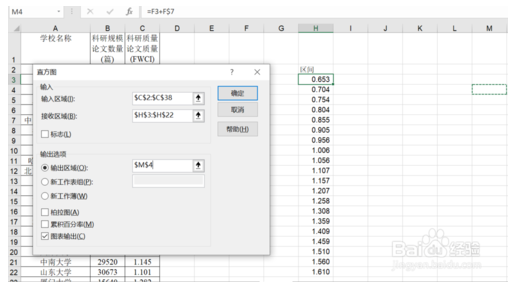 M4 fx =F3+F$7
A B C D E F G H I J K L M
1 学校名称 科研规模论文数量(篇) 科研质量论文质量(FWCI)
2 区间
3 0.653
4 0.704
5 0.754
6 0.804
7 中 0.855
8 0.905
9 0.956
10 1.006
11 1.056
12 北 1.107
13 1.157
14 1.207
15 1.258
16 1.308
17 1.359
18 1.409
19 1.459
20 1.510
21 中南大学 29520 1.145 1.560
22 山东大学 30673 1.101 1.610
直方图 ? ×
输入
输入区域(I): $C$2:$C$38 确定
接收区域(B): $H$3:$H$22 取消
标志(L) 帮助(H)
输出选项
输出区域(O): $M$4
新工作表组(P):
新工作簿(W)
柏拉图(A)
累积百分率(M)
图表输出(C)
Baidu 经验
jingyan.baidu.com